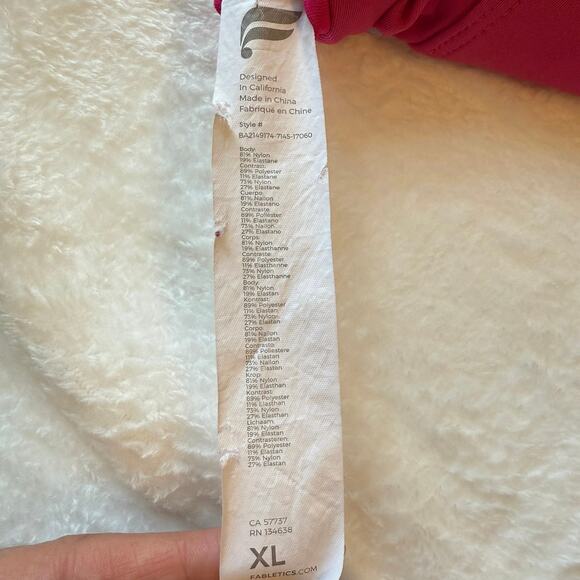 Designed
In California
Made in China
Fabriqué en Chine
Style #
BA2149174-7145-17060
Body:
81% Nylon
19% Elastane
Contrast:
89% Polyester
11% Elastane
73% Nylon
27% Elastane
Cuerpo:
81% Nailon
19% Elastano
Contraste:
89% Poliéster
11% Elastano
73% Nailon
27% Elastano
Corps:
81% Nylon
19% Élasthanne
Contraste:
89% Polyester
11% Élasthanne
73% Nylon
27% Élasthanne
Body:
81% Nylon
19% Elastan
Kontrast:
89% Polyester
11% Elastan
73% Nylon
27% Elastan
Corpo:
81% Nailon
19% Elastan
Contrasto:
89% Poliestere
11% Elastan
73% Nailon
27% Elastan
Krop:
81% Nylon
19% Elasthan
Kontrast:
89% Polyester
11% Elasthan
73% Nylon
27% Elasthan
Lichaam:
81% Nylon
19% Elastan
Contrasteren:
89% Polyester
11% Elastan
73% Nylon
27% Elastan
CA 57737
RN 134638
XL
FABLETICS.COM